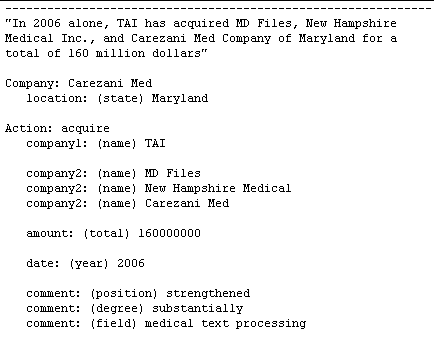 "In 2006 alone, TAI has acquired MD Files, New Hampshire
Medical Inc., and Carezani Med Company of Maryland for a
total of 160 million dollars"
Company: Carezani Med
location: (state) Maryland
Action: acquire
company1: (name) TAI
company2: (name) MD Files
company2: (name) New Hampshire Medical
company2: (name) Carezani Med
amount: (total) 160000000
date: (year) 2006
comment: (position) strengthened
comment: (degree) substantially
comment: (field) medical text processing